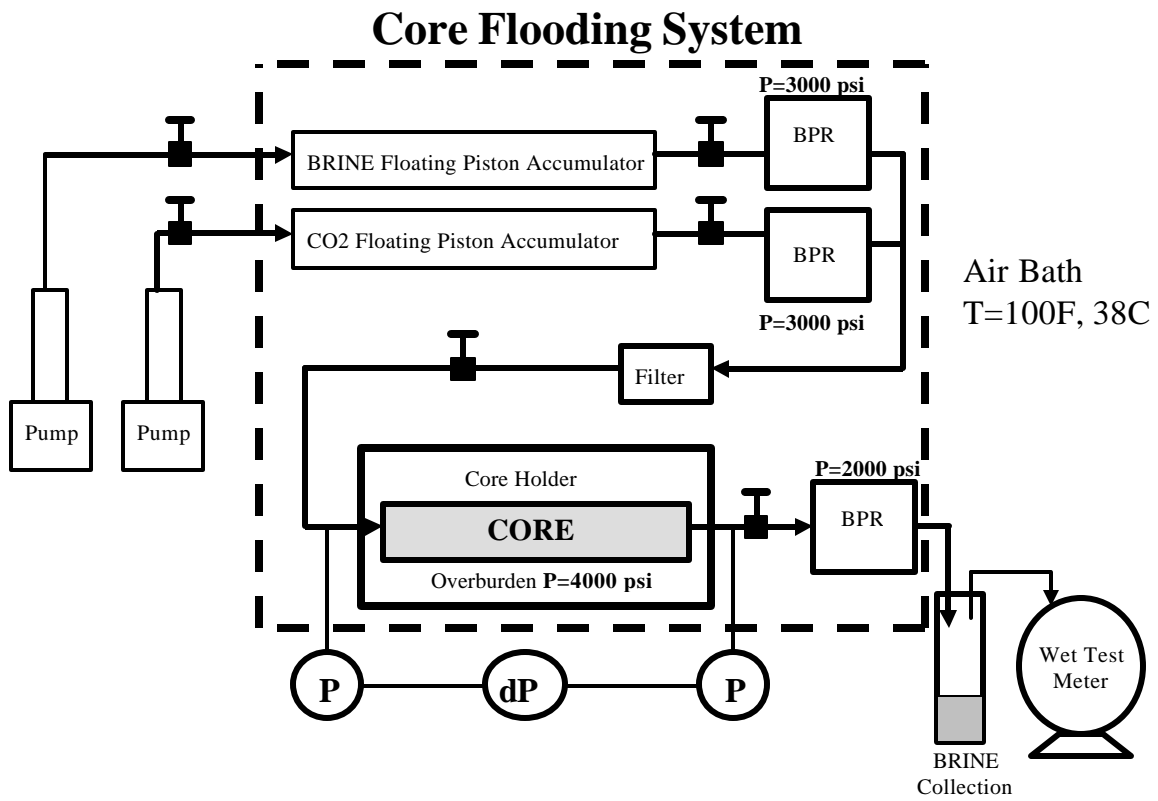 Core Flooding System
P=3000 psi
BPR
BRINE Floating Piston Accumulator
CO2 Floating Piston Accumulator
BPR
P=3000 psi
Air Bath
T=100F, 38C
Filter
Pump
Pump
P=2000 psi
Core Holder
CORE
BPR
Overburden P=4000 psi
P
dP
P
Wet Test
Meter
BRINE
Collection